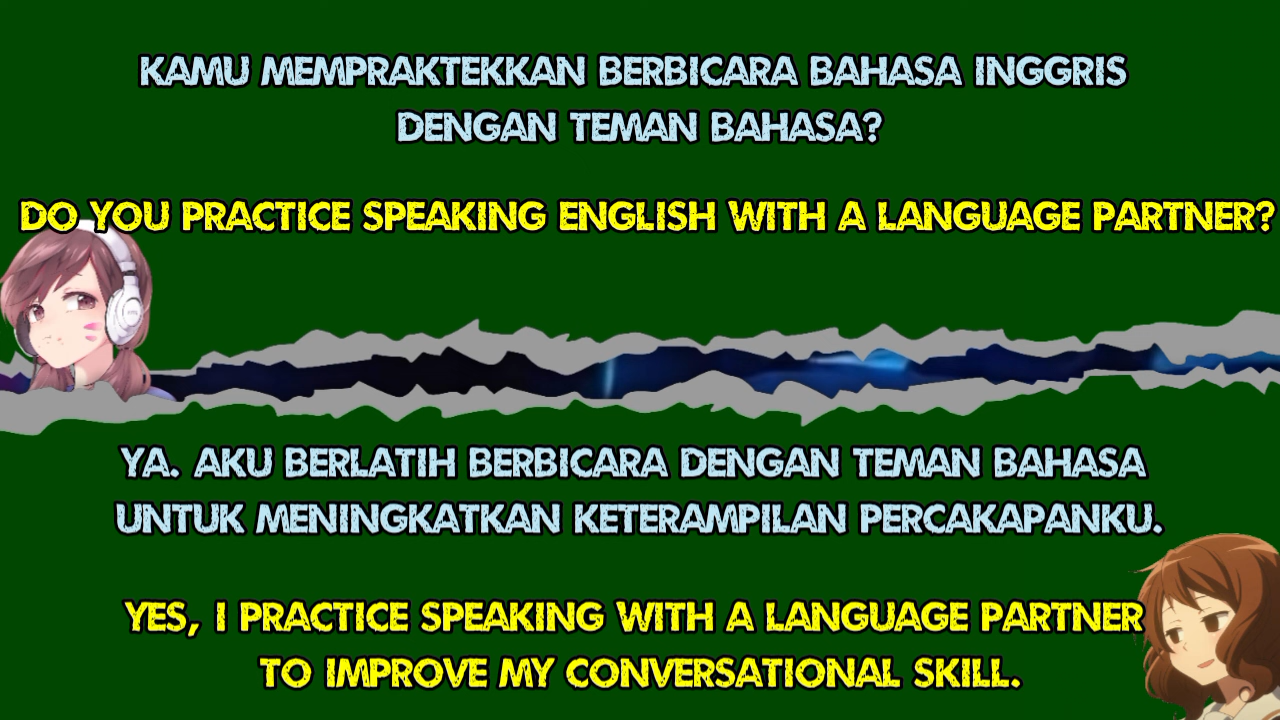 KAMU MEMPRAKTEKKAN BERBICARA BAHASA INGGRIS
DENGAN TEMAN BAHASA?
DO YOU PRACTICE SPEAKING ENGLISH WITH A LANGUAGE PARTNER?
YA. AKU BERLATIH BERBICARA DENGAN TEMAN BAHASA
UNTUK MENINGKATKAN KETERAMPILAN PERCAKAPANKU.
YES, I PRACTICE SPEAKING WITH A LANGUAGE PARTNER
TO IMPROVE MY CONVERSATIONAL SKILL.